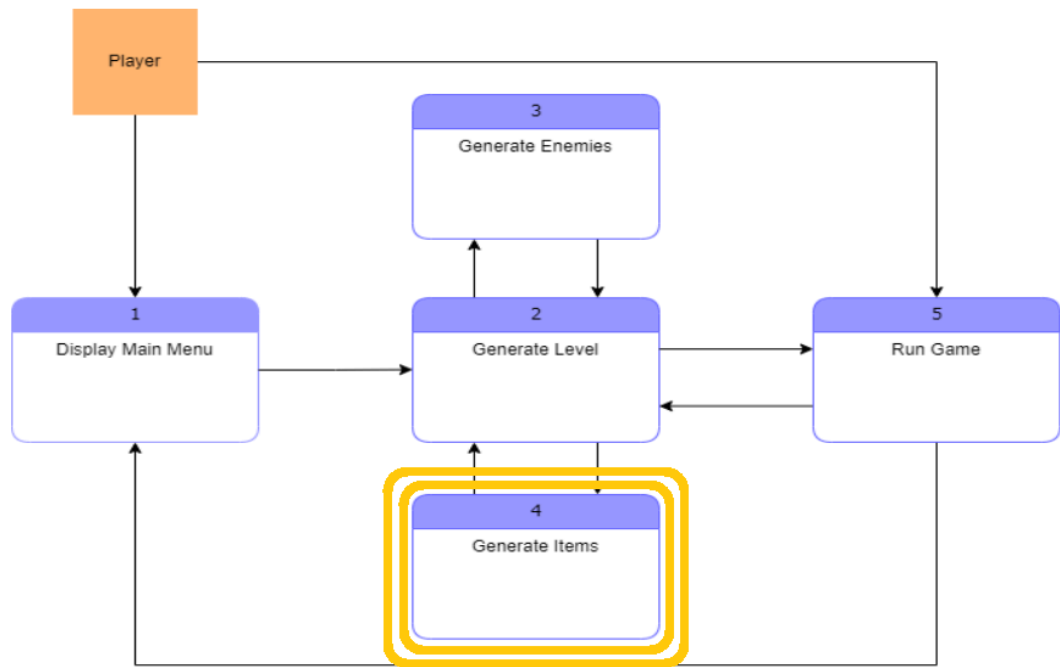 Player
3
Generate Enemies
1
Display Main Menu
2
Generate Level
5
Run Game
4
Generate Items